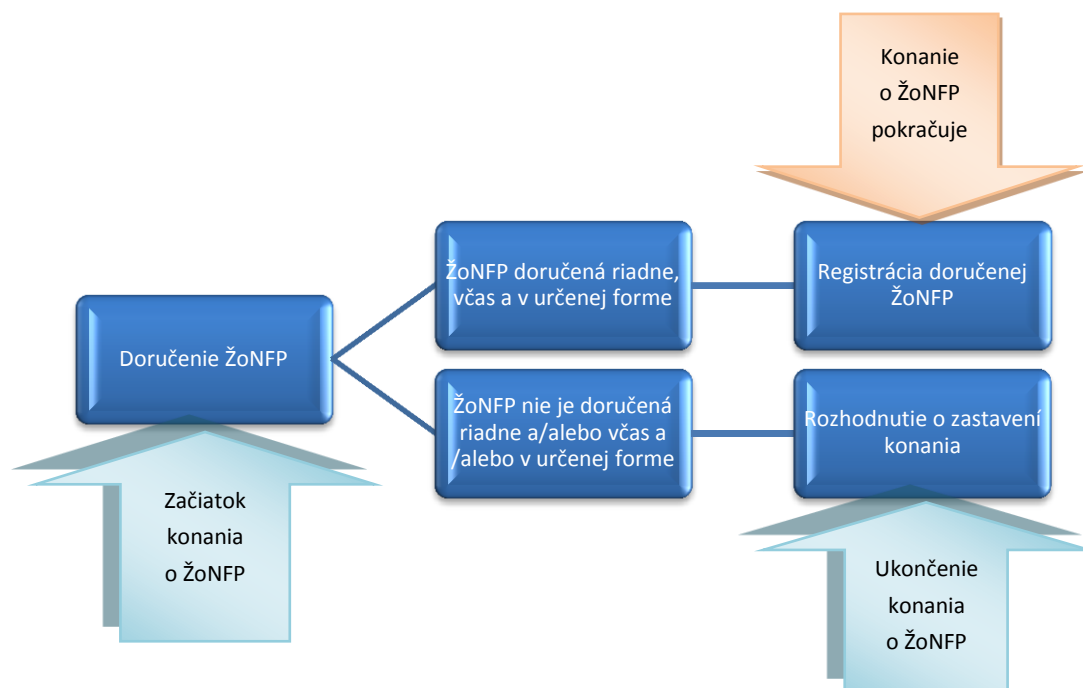 Konanie
o ŽoNFP
pokračuje
ŽoNFP doručená riadne,
včas a v určenej forme
Registrácia doručenej
ŽoNFP
Doručenie ŽoNFP
ŽoNFP nie je doručená
riadne a/alebo včas a
/alebo v určenej forme
Rozhodnutie o zastavení
konania
Začiatok
konania
o ŽoNFP
Ukončenie
konania
o ŽoNFP